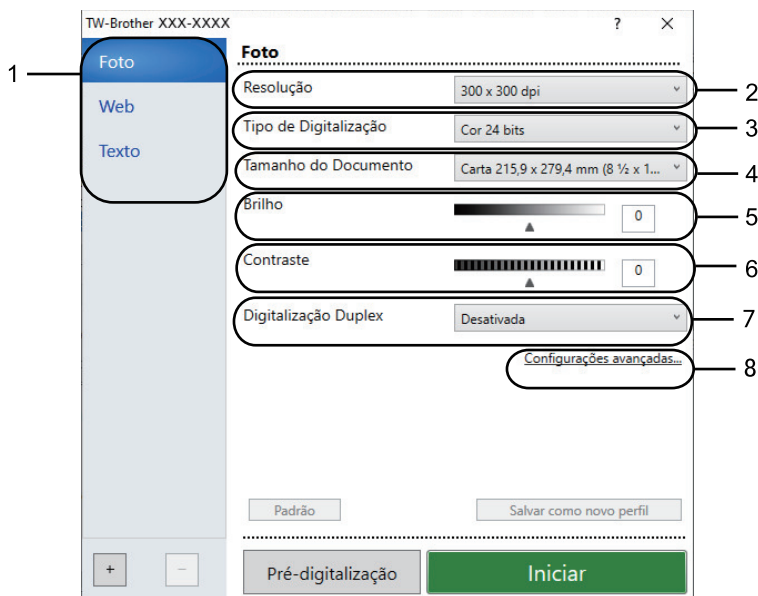 TW-Brother XXX-XXXX ? ×
Foto
Web
Texto
Foto
Resolução 300 x 300 dpi
Tipo de Digitalização Cor 24 bits
Tamanho do Documento Carta 215,9 x 279,4 mm (8 ½ x 1...
Brilho 0
Contraste 0
Digitalização Duplex Desativada
Configurações avançadas...
Padrão Salvar como novo perfil
+ −
Pré-digitalização Iniciar
1
2
3
4
5
6
7
8